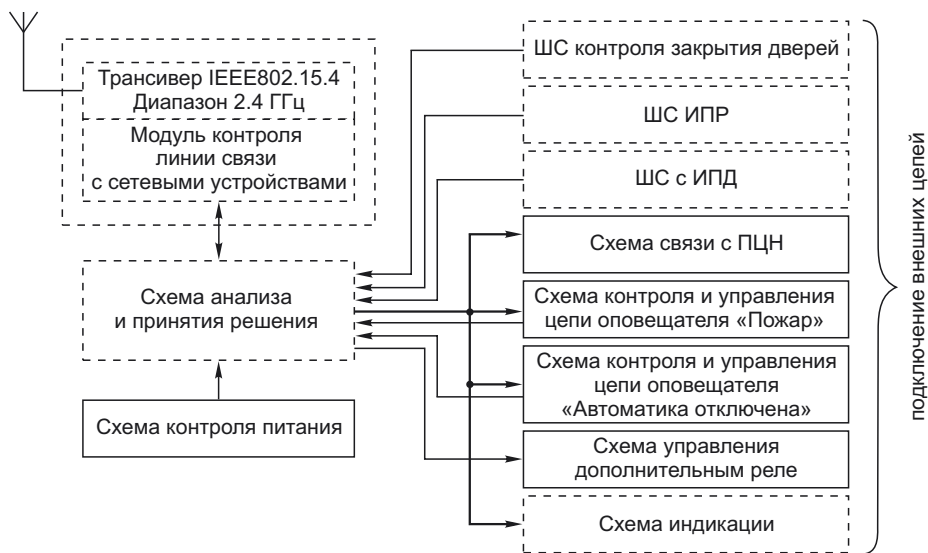 Трансивер IEEE802.15.4
Диапазон 2.4 ГГц
Модуль контроля
линии связи
с сетевыми устройствами
Схема анализа
и принятия решения
Схема контроля питания
ШС контроля закрытия дверей
ШС ИПР
ШС с ИПД
Схема связи с ПЦН
Схема контроля и управления
цепи оповещателя «Пожар»
Схема контроля и управления
цепи оповещателя
«Автоматика отключена»
Схема управления
дополнительным реле
Схема индикации
подключение внешних цепей